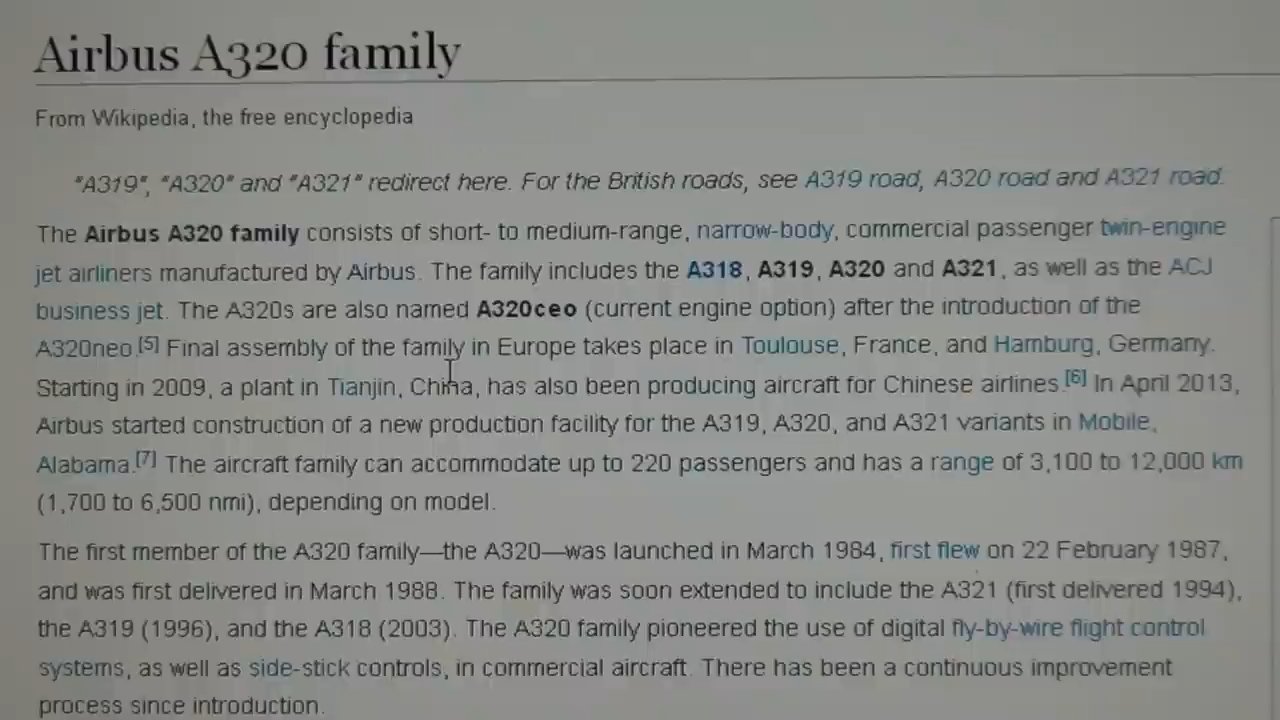 Airbus A320 family
From Wikipedia, the free encyclopedia
"A319", "A320" and "A321" redirect here. For the British roads, see A319 road, A320 road and A321 road.
The Airbus A320 family consists of short- to medium-range, narrow-body, commercial passenger twin-engine
jet airliners manufactured by Airbus. The family includes the A318, A319, A320 and A321, as well as the ACJ
business jet. The A320s are also named A320ceo (current engine option) after the introduction of the
A320neo.[5] Final assembly of the family in Europe takes place in Toulouse, France, and Hamburg, Germany.
Starting in 2009, a plant in Tianjin, China, has also been producing aircraft for Chinese airlines.[6] In April 2013,
Airbus started construction of a new production facility for the A319, A320, and A321 variants in Mobile,
Alabama.[7] The aircraft family can accommodate up to 220 passengers and has a range of 3,100 to 12,000 km
(1,700 to 6,500 nmi), depending on model.
The first member of the A320 family—the A320—was launched in March 1984, first flew on 22 February 1987,
and was first delivered in March 1988. The family was soon extended to include the A321 (first delivered 1994),
the A319 (1996), and the A318 (2003). The A320 family pioneered the use of digital fly-by-wire flight control
systems, as well as side-stick controls, in commercial aircraft. There has been a continuous improvement
process since introduction.